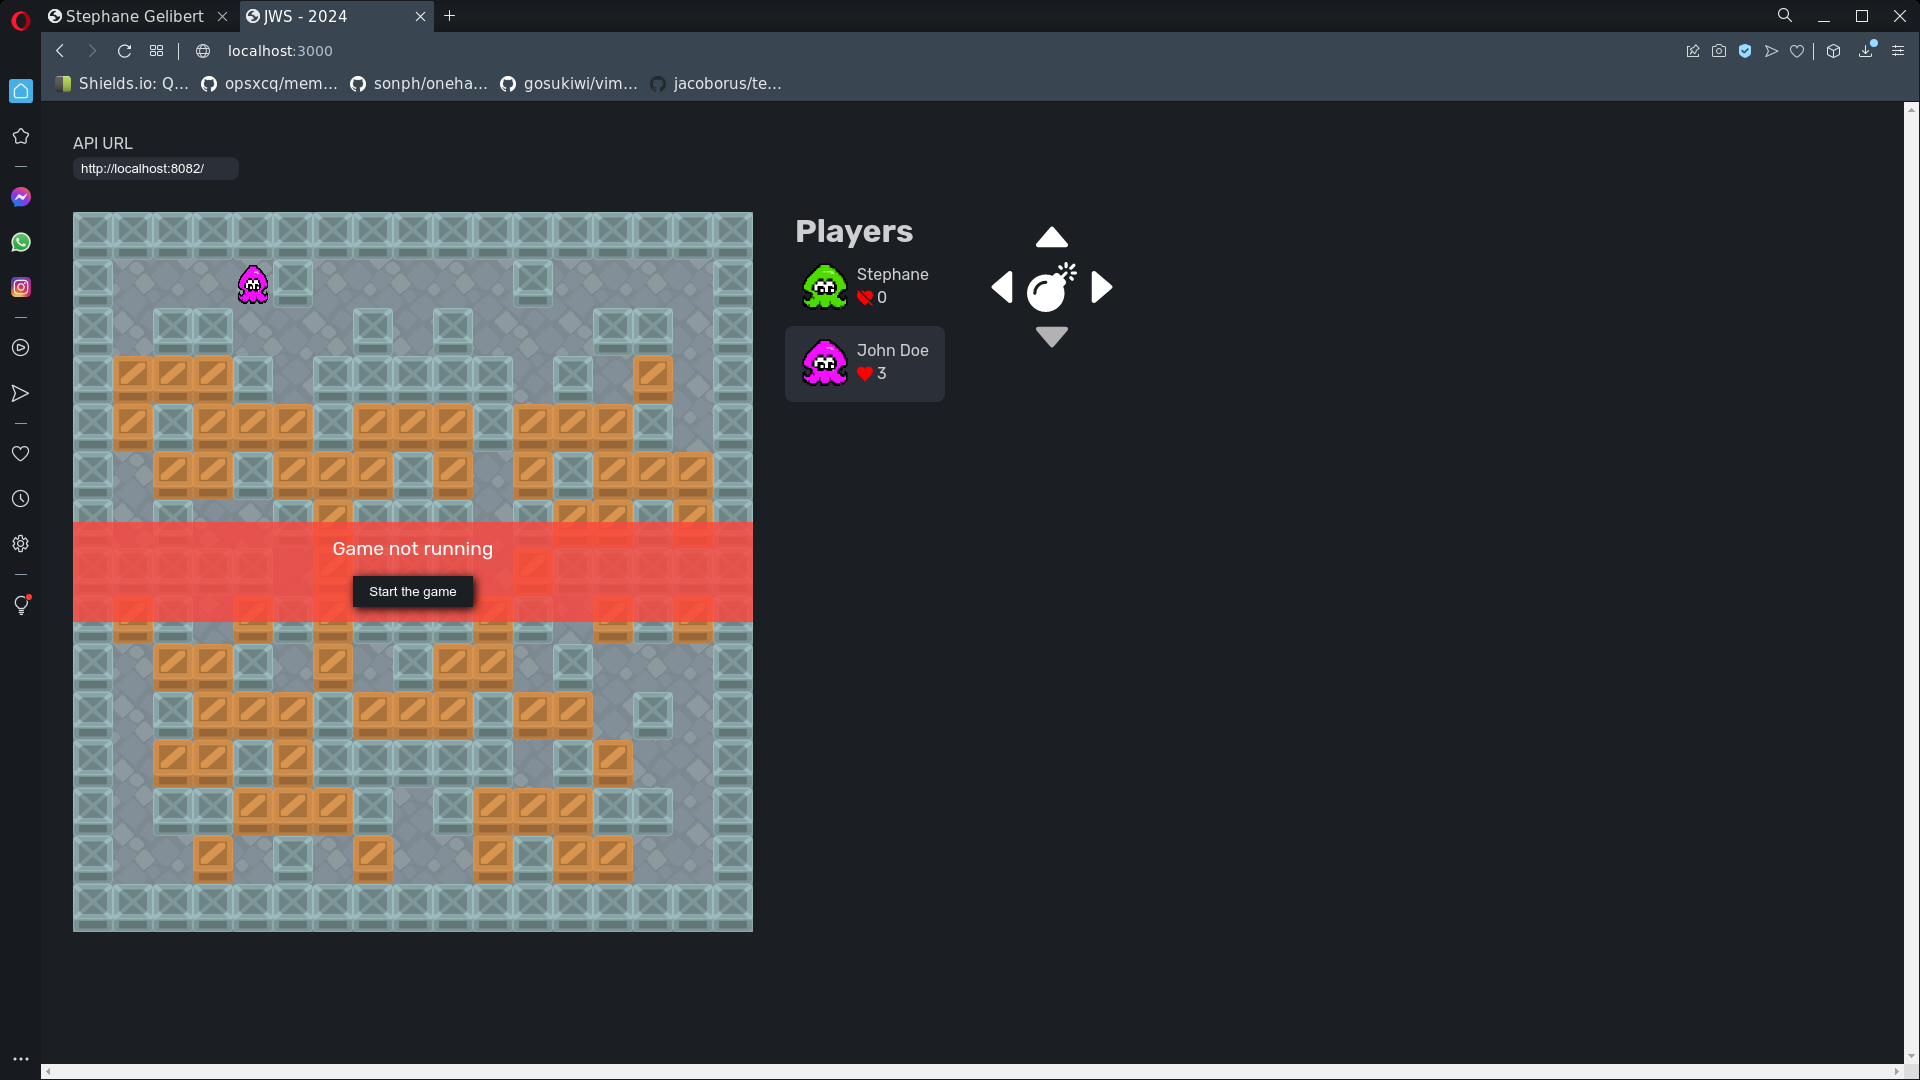 Stephane Gelibert
JWS - 2024
localhost:3000
Shields.io: Q...
opsxcq/mem...
sonph/oneha...
gosukiwi/vim...
jacoborus/te...
API URL
http://localhost:8082/
Players
Stephane
0
John Doe
3
Game not running
Start the game